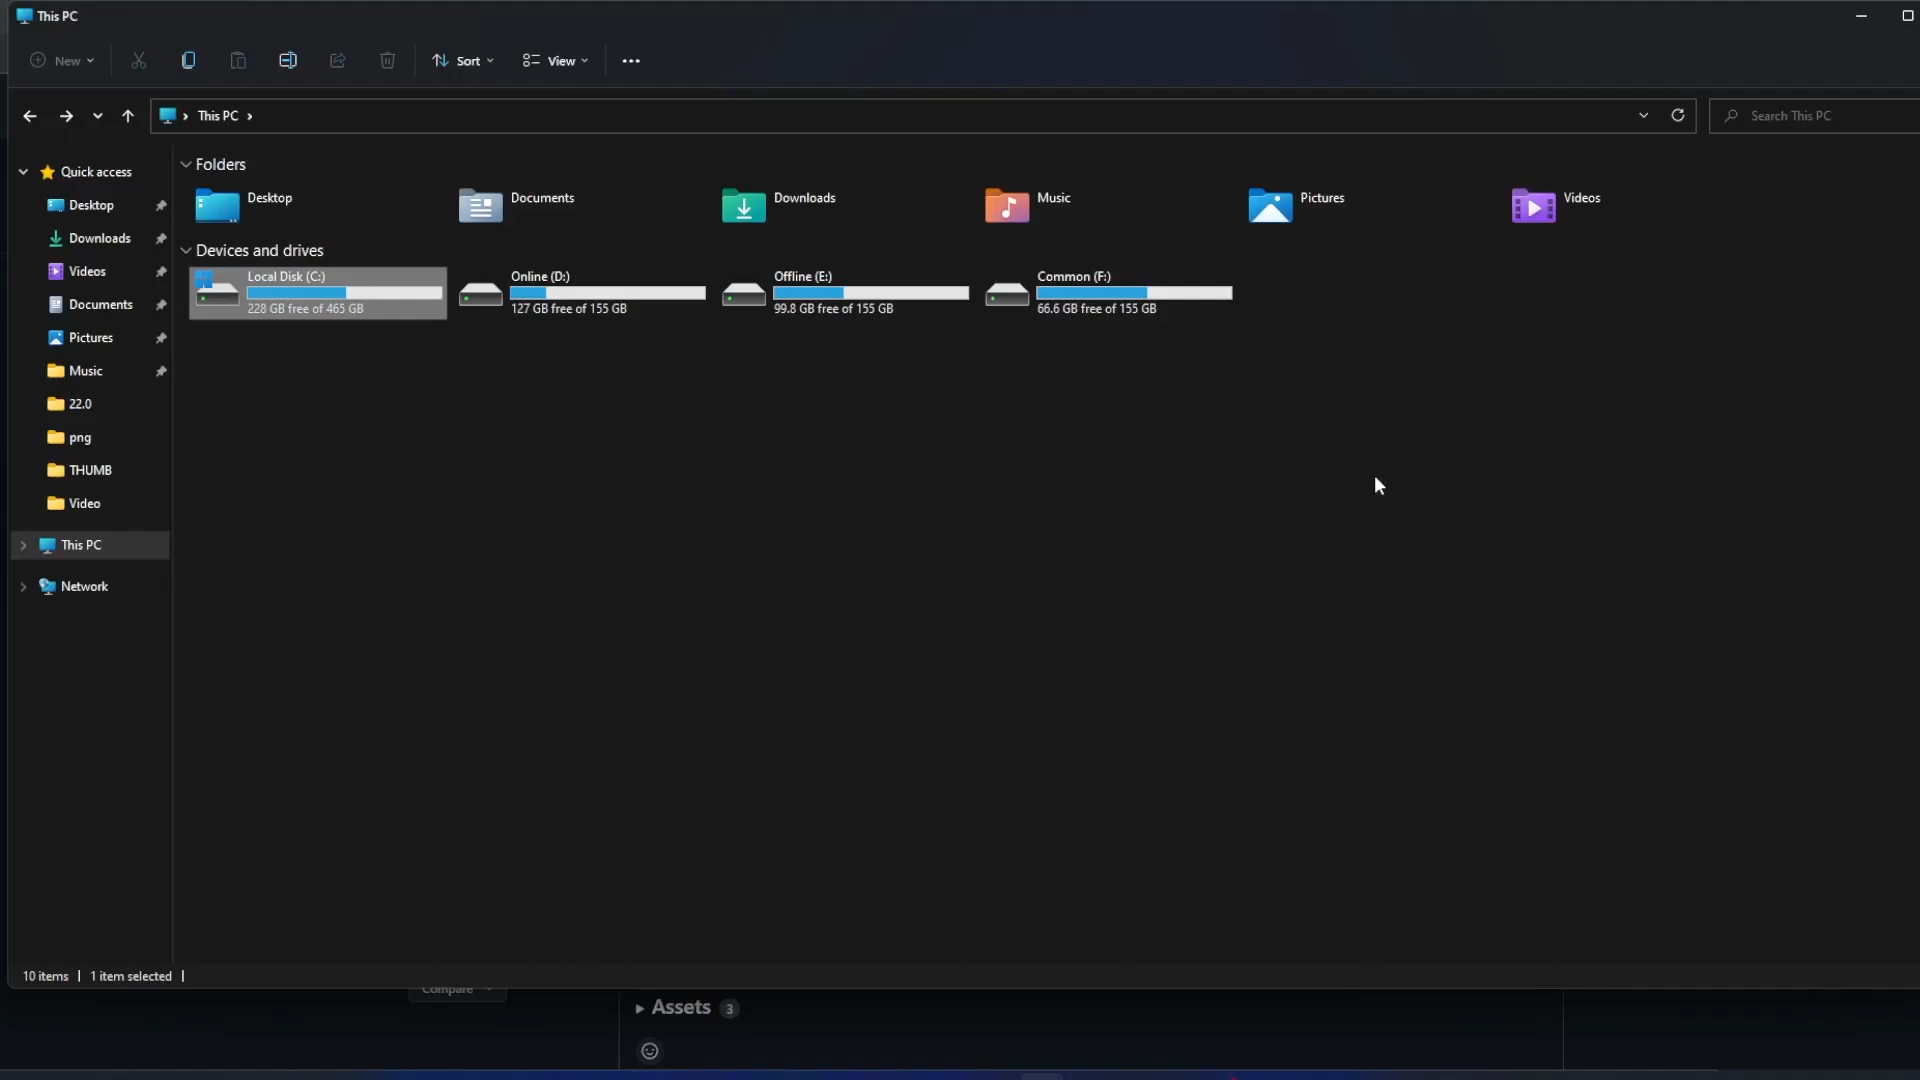 This PC
New
Sort
View
This PC
Search This PC
Quick access
Desktop
Downloads
Videos
Documents
Pictures
Music
22.0
png
THUMB
Video
This PC
Network
Folders
Desktop
Documents
Downloads
Music
Pictures
Videos
Devices and drives
Local Disk (C:)
228 GB free of 465 GB
Online (D:)
127 GB free of 155 GB
Offline (E:)
99.8 GB free of 155 GB
Common (F:)
66.6 GB free of 155 GB
10 items
1 item selected
Compare
Assets 3